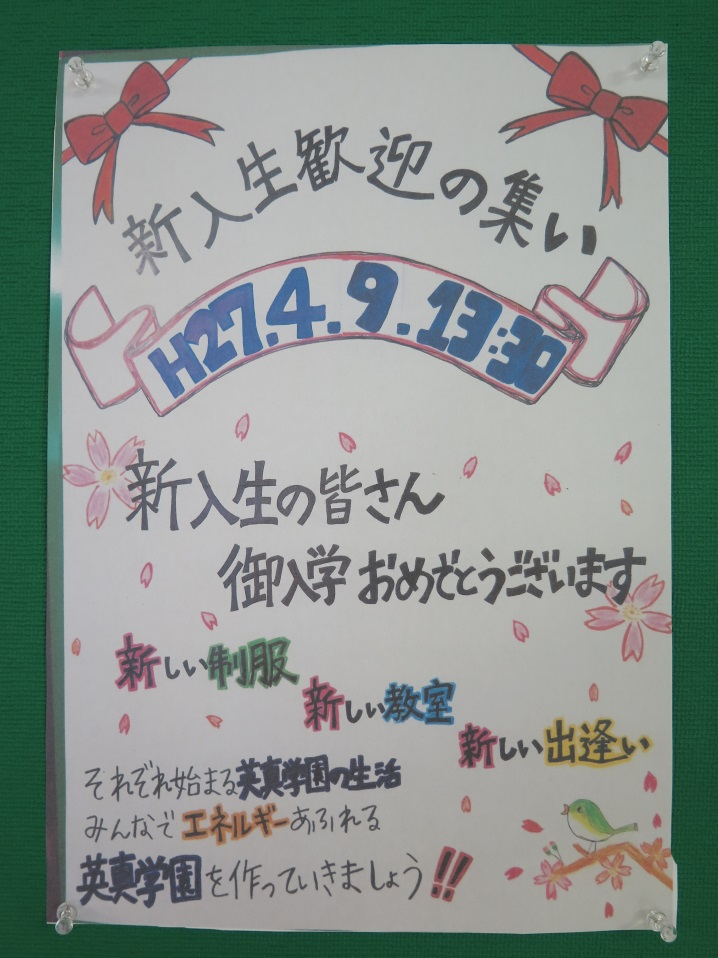 新入生歓迎の集い
H27.4.9.13:30
新入生の皆さん
御入学おめでとうございます
新しい制服
新しい教室
新しい出逢い
それぞれ始まる英真学園の生活
みんなでエネルギーあふれる
英真学園を作っていきましょう!!